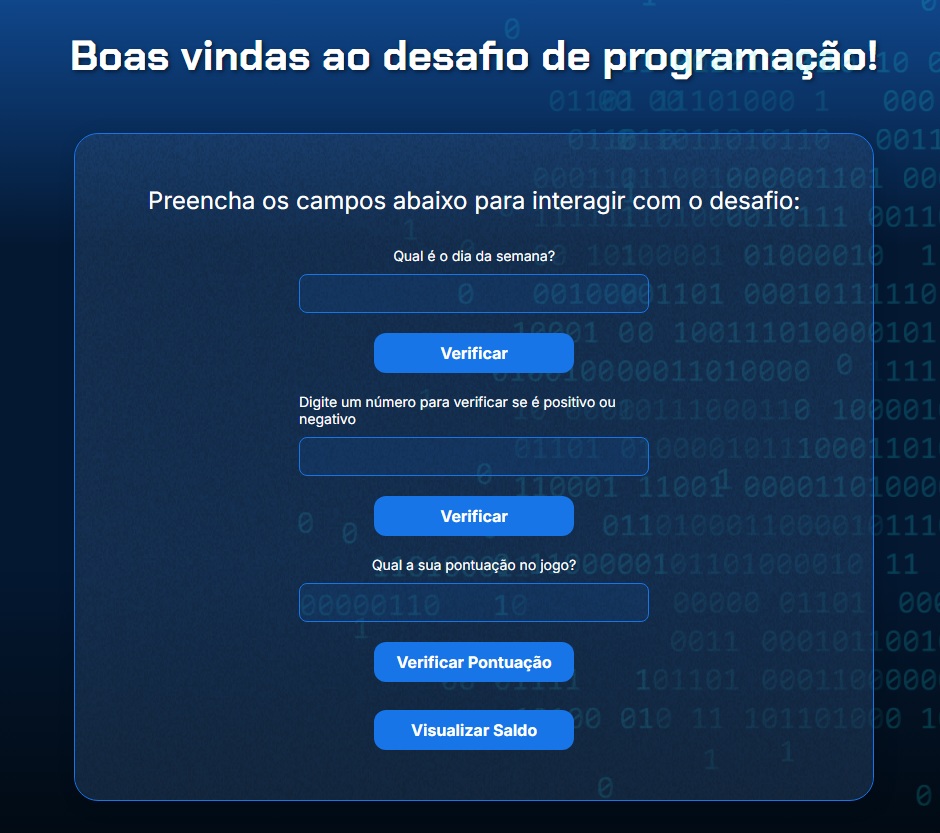 Boas vindas ao desafio de programação!
Preencha os campos abaixo para interagir com o desafio:
Qual é o dia da semana?
Verificar
Digite um número para verificar se é positivo ou
negativo
Verificar
Qual a sua pontuação no jogo?
Verificar Pontuação
Visualizar Saldo